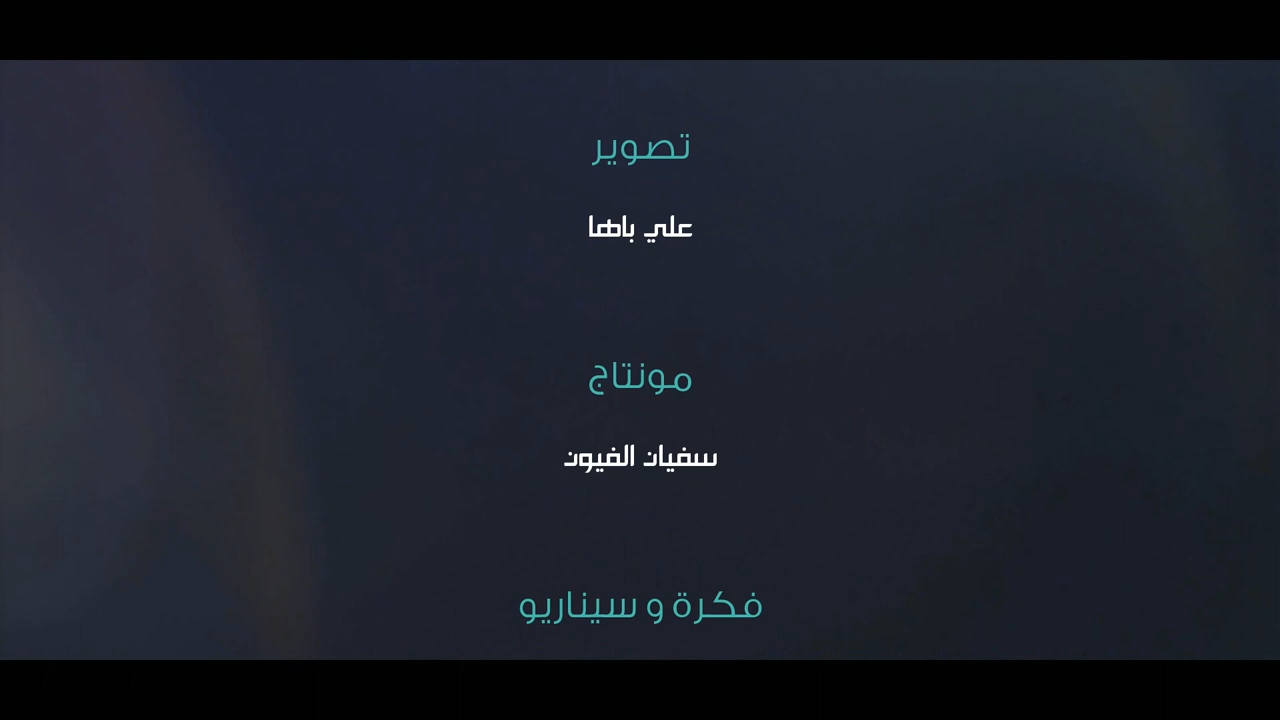 تصوير
علي باها
مونتاج
سفيان الفيون
فكرة و سيناريو